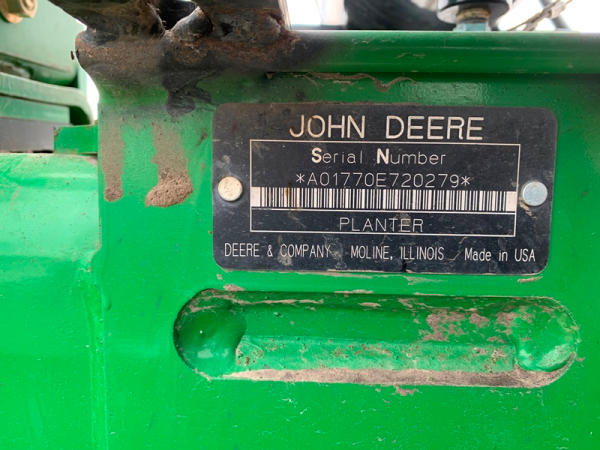 JOHN DEERE
Serial Number
*A01770E720279*
PLANTER
DEERE & COMPANY MOLINE, ILLINOIS Made in USA